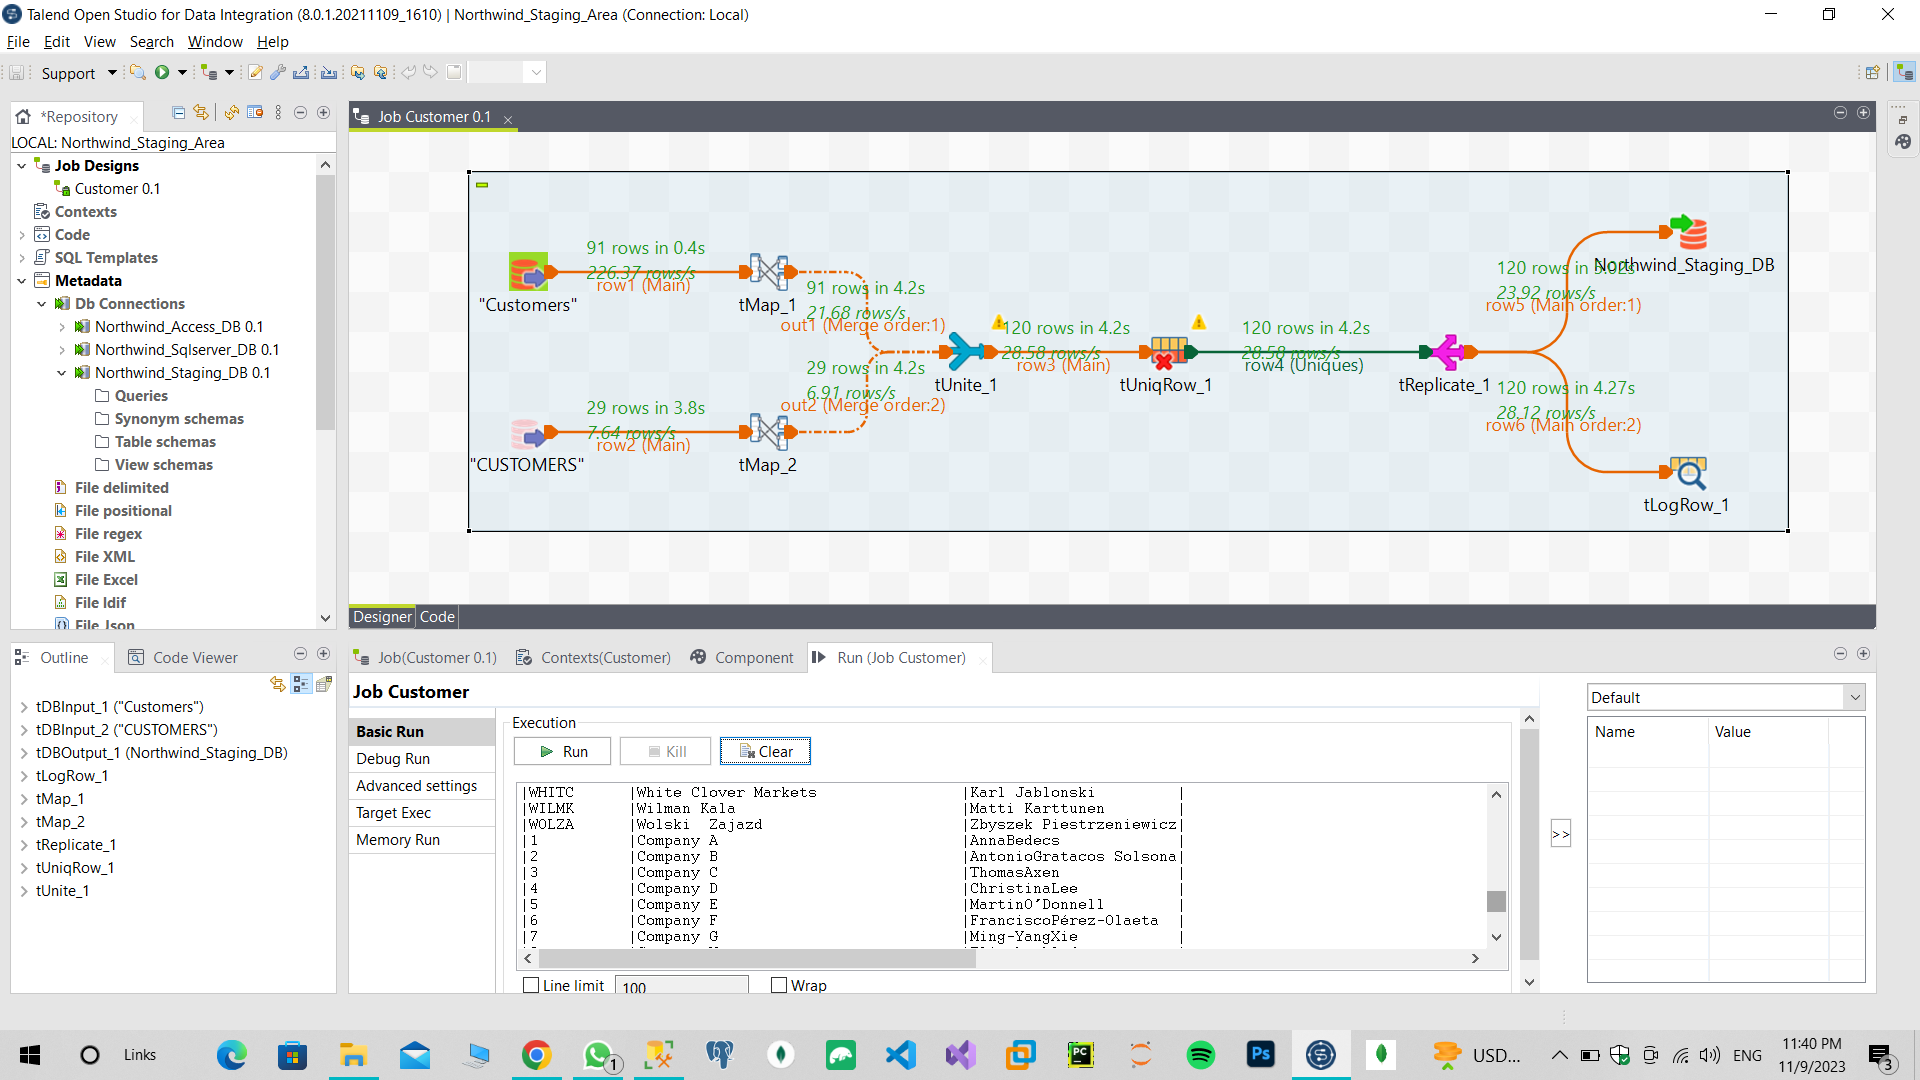 Talend Open Studio for Data Integration (8.0.1.20211109_1610) | Northwind_Staging_Area (Connection: Local)
File Edit View Search Window Help
Support
*Repository
LOCAL: Northwind_Staging_Area
Job Designs
Customer 0.1
Contexts
Code
SQL Templates
Metadata
Db Connections
Northwind_Access_DB 0.1
Northwind_Sqlserver_DB 0.1
Northwind_Staging_DB 0.1
Queries
Synonym schemas
Table schemas
View schemas
File delimited
File positional
File regex
File XML
File Excel
File ldif
File Json
Job Customer 0.1
91 rows in 0.4s
226.37 rows/s
row1 (Main)
"Customers"
tMap_1
91 rows in 4.2s
21.68 rows/s
out1 (Merge order:1)
29 rows in 3.8s
7.64 rows/s
row2 (Main)
"CUSTOMERS"
tMap_2
29 rows in 4.2s
6.91 rows/s
out2 (Merge order:2)
tUnite_1
120 rows in 4.2s
28.58 rows/s
row3 (Main)
tUniqRow_1
120 rows in 4.2s
28.58 rows/s
row4 (Uniques)
tReplicate_1
120 rows in
23.92 rows/s
row5 (Main order:1)
Northwind_Staging_DB
120 rows in 4.27s
28.12 rows/s
row6 (Main order:2)
tLogRow_1
Designer Code
Outline Code Viewer
tDBInput_1 ("Customers")
tDBInput_2 ("CUSTOMERS")
tDBOutput_1 (Northwind_Staging_DB)
tLogRow_1
tMap_1
tMap_2
tReplicate_1
tUniqRow_1
tUnite_1
Job(Customer 0.1) Contexts(Customer) Component Run (Job Customer)
Job Customer
Basic Run
Debug Run
Advanced settings
Target Exec
Memory Run
Execution
Run Kill Clear
|WHITC |White Clover Markets |Karl Jablonski |
|WILMK |Wilman Kala |Matti Karttunen |
|WOLZA |Wolski  Zajazd |Zbyszek Piestrzeniewicz|
|1 |Company A |AnnaBedecs |
|2 |Company B |AntonioGratacos Solsona|
|3 |Company C |ThomasAxen |
|4 |Company D |ChristinaLee |
|5 |Company E |MartinO'Donnell |
|6 |Company F |FranciscoPérez-Olaeta |
|7 |Company G |Ming-YangXie |
Line limit 100 Wrap
>>
Default
Name Value
Links
1
PC
Ps
USD...
ENG
11:40 PM
11/9/2023
3